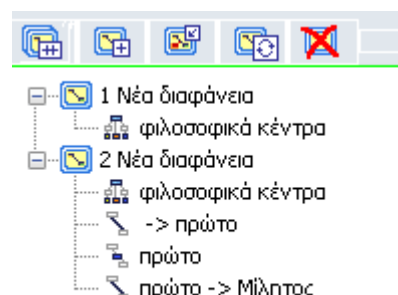 1 Νέα διαφάνεια
φιλοσοφικά κέντρα
2 Νέα διαφάνεια
φιλοσοφικά κέντρα
-> πρώτο
πρώτο
πρώτο -> Μίλητος